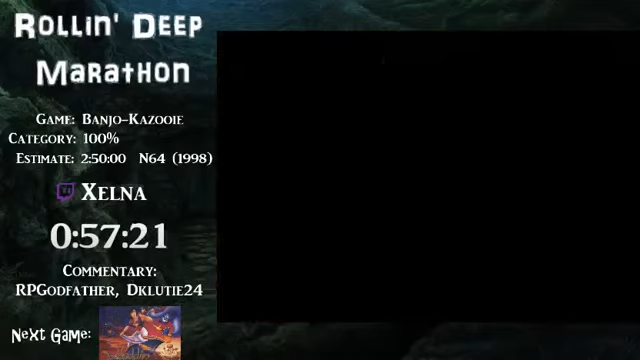 Rollin' Deep
Marathon
Game: Banjo-Kazooie
Category: 100%
Estimate: 2:50:00 N64 (1998)
Xelna
0:57:21
Commentary:
RPGodfather, Dklutie24
Next Game: